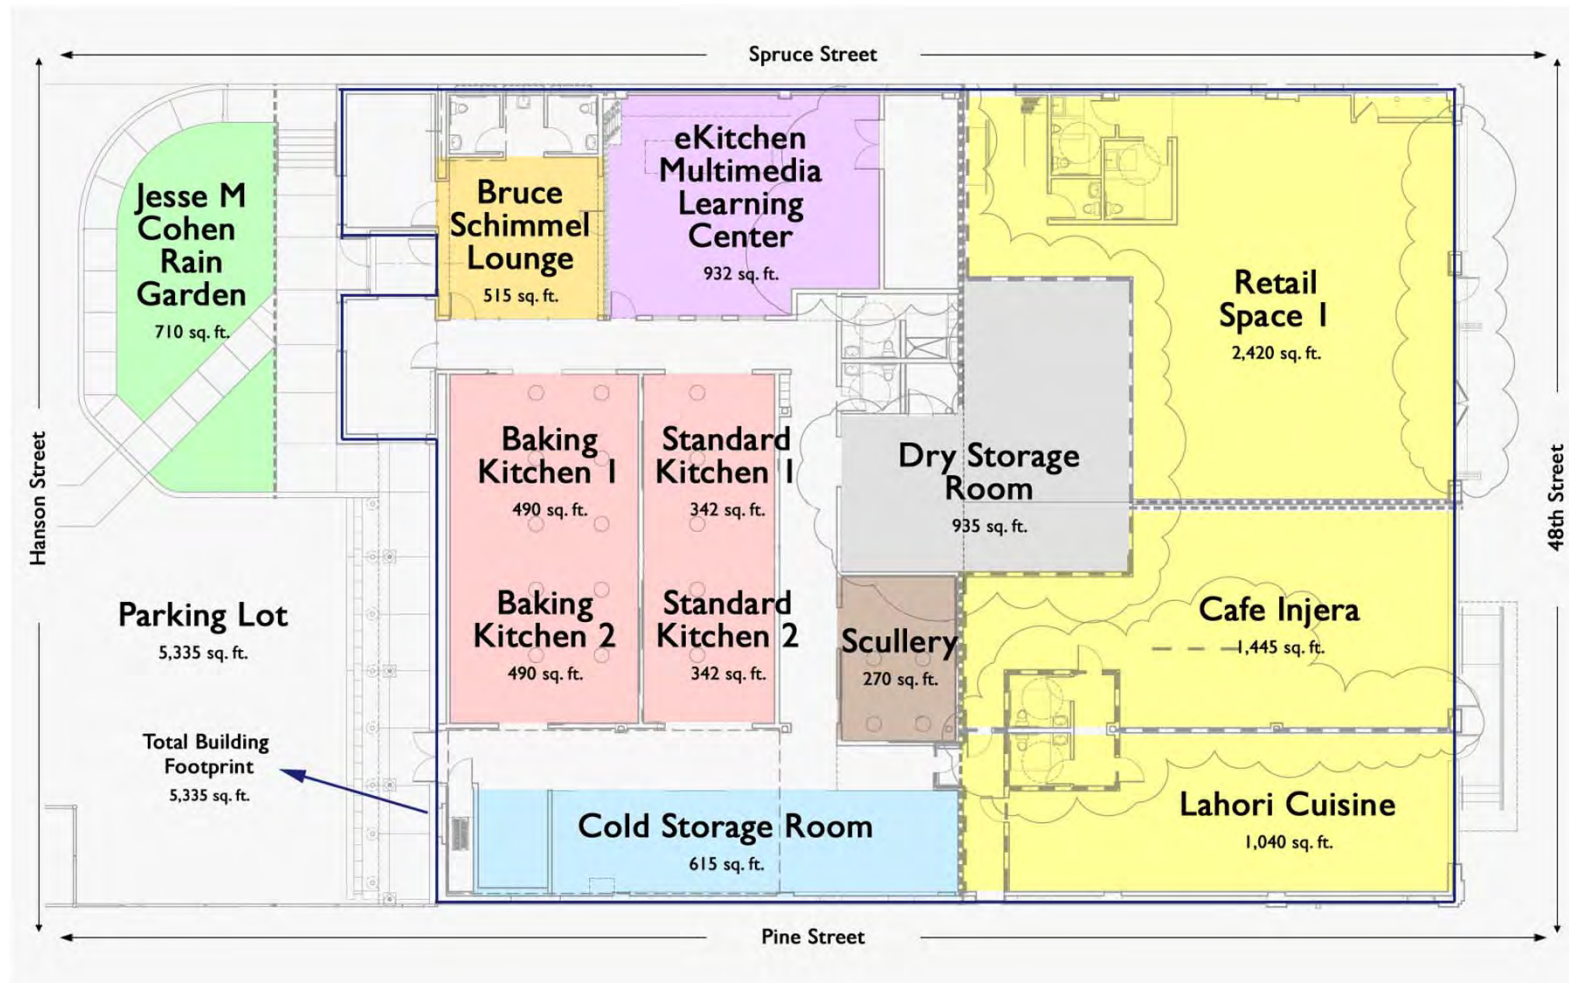 Spruce Street
Jesse M
Cohen
Rain
Garden
710 sq. ft.
Bruce
Schimmel
Lounge
515 sq. ft.
eKitchen
Multimedia
Learning
Center
932 sq. ft.
Retail
Space 1
2,420 sq. ft.
Hanson Street
48th Street
Baking
Kitchen 1
490 sq. ft.
Standard
Kitchen 1
342 sq. ft.
Dry Storage
Room
935 sq. ft.
Parking Lot
5,335 sq. ft.
Baking
Kitchen 2
490 sq. ft.
Standard
Kitchen 2
342 sq. ft.
Scullery
270 sq. ft.
Cafe Injera
1,445 sq. ft.
Total Building
Footprint
5,335 sq. ft.
Cold Storage Room
615 sq. ft.
Lahori Cuisine
1,040 sq. ft.
Pine Street